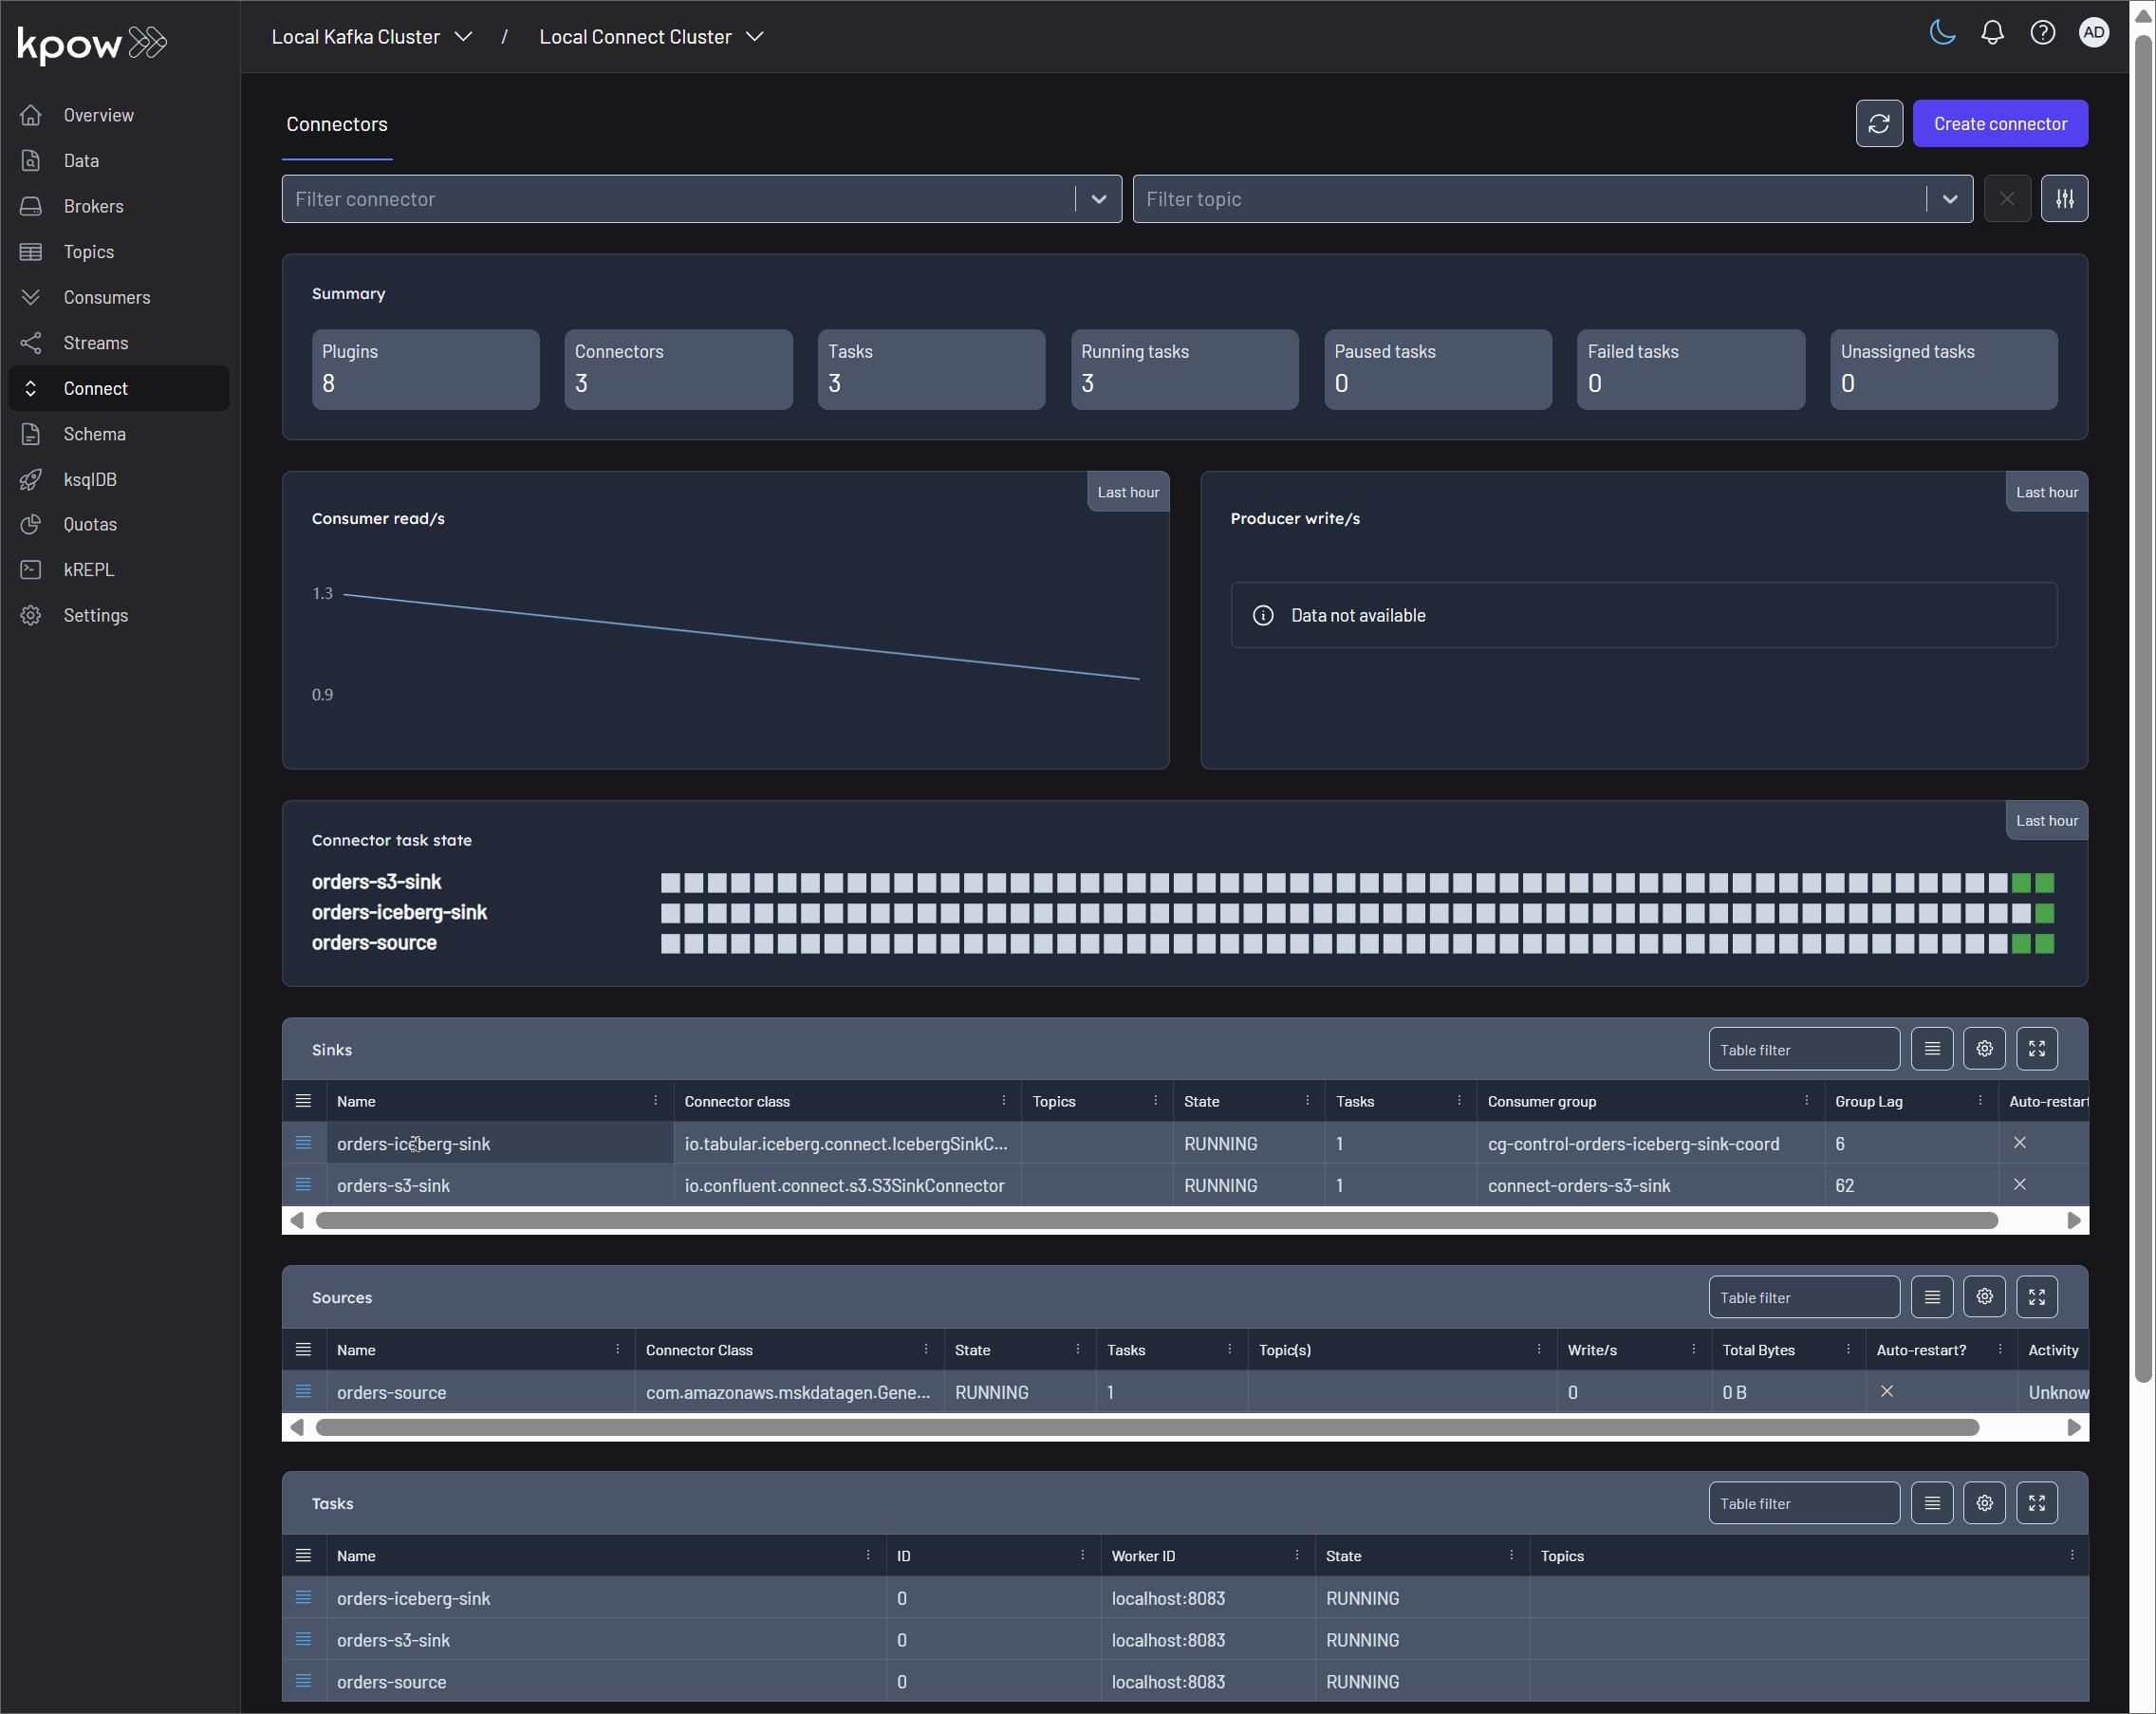 kpow
Local Kafka Cluster / Local Connect Cluster
AD
Overview
Data
Brokers
Topics
Consumers
Streams
Connect
Schema
ksqlDB
Quotas
kREPL
Settings
Connectors
Create connector
Filter connector
Filter topic
Summary
Plugins
8
Connectors
3
Tasks
3
Running tasks
3
Paused tasks
0
Failed tasks
0
Unassigned tasks
0
Last hour
Consumer read/s
1.3
0.9
Last hour
Producer write/s
Data not available
Last hour
Connector task state
orders-s3-sink
orders-iceberg-sink
orders-source
Sinks
Table filter
Name Connector class Topics State Tasks Consumer group Group Lag Auto-restart
orders-iceberg-sink io.tabular.iceberg.connect.IcebergSinkC... RUNNING 1 cg-control-orders-iceberg-sink-coord 6
orders-s3-sink io.confluent.connect.s3.S3SinkConnector RUNNING 1 connect-orders-s3-sink 62
Sources
Table filter
Name Connector Class State Tasks Topic(s) Write/s Total Bytes Auto-restart? Activity
orders-source com.amazonaws.mskdatagen.Gene... RUNNING 1 0 0 B Unknow
Tasks
Table filter
Name ID Worker ID State Topics
orders-iceberg-sink 0 localhost:8083 RUNNING
orders-s3-sink 0 localhost:8083 RUNNING
orders-source 0 localhost:8083 RUNNING